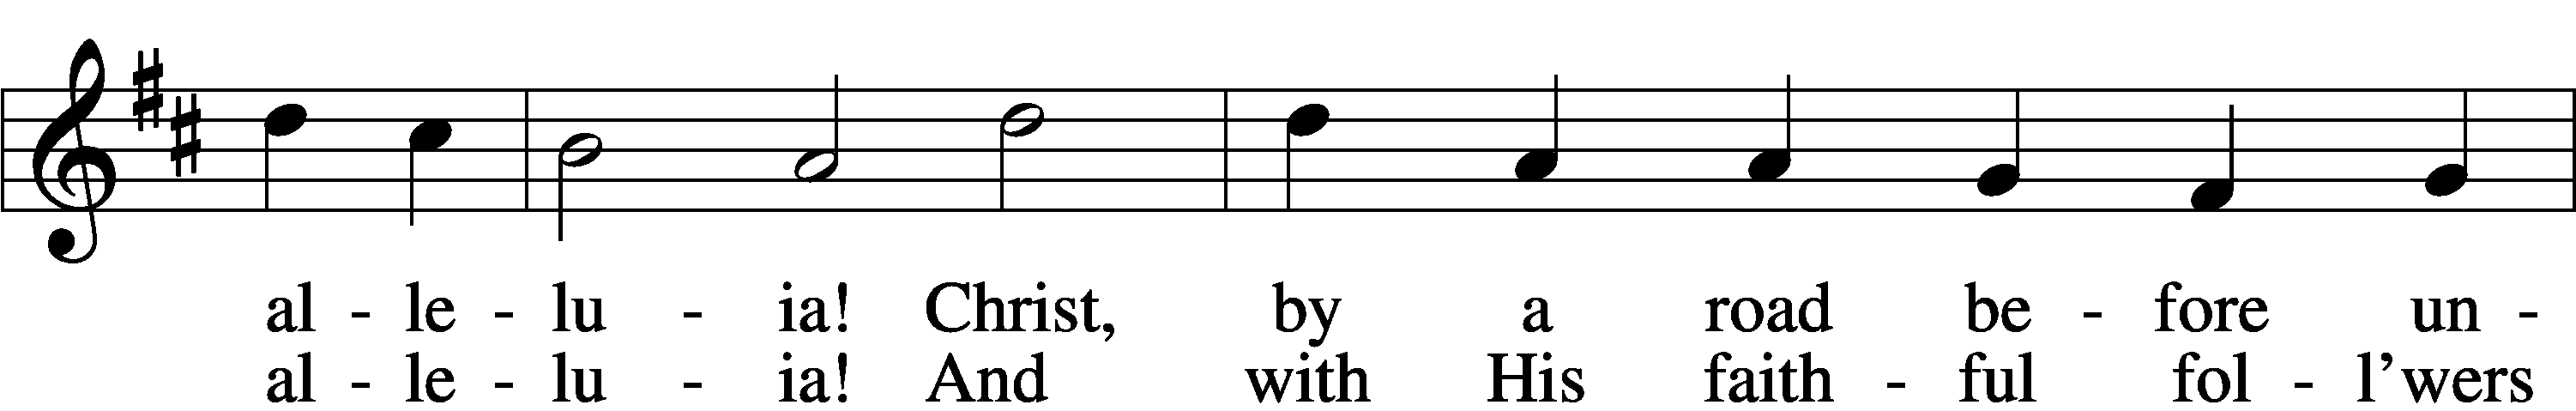 al - le - lu - ia! Christ, by a road be - fore un -
al - le - lu - ia! And with His faith - ful fol - l’wers